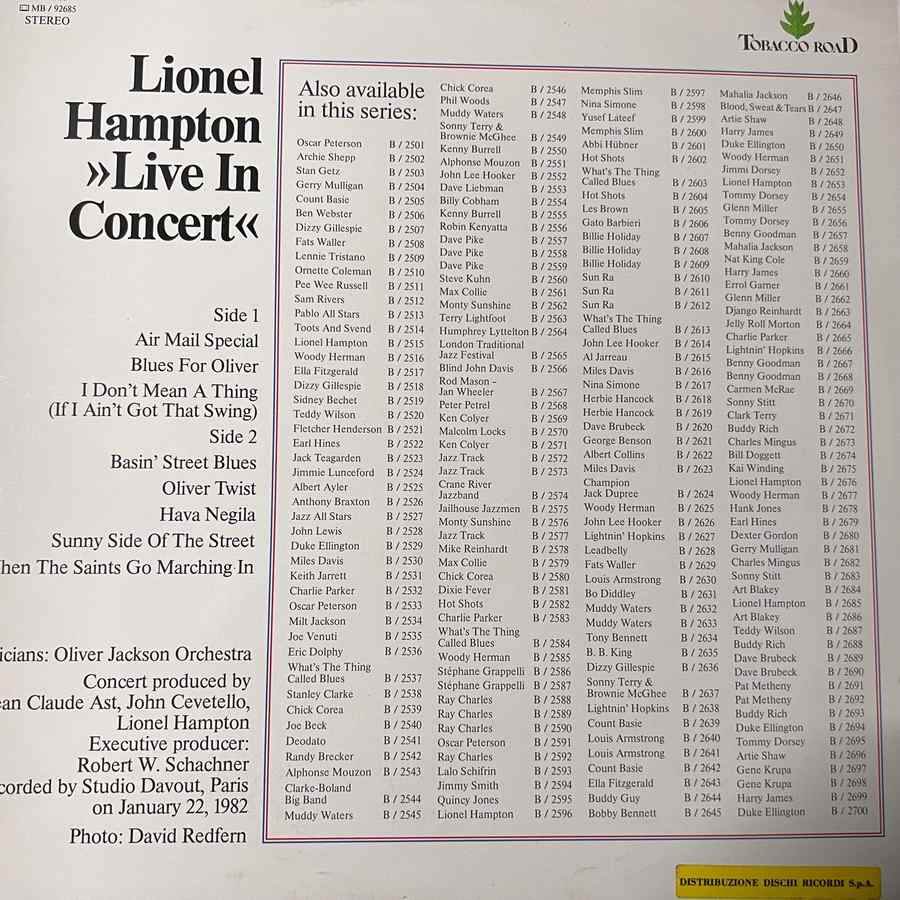 MB / 92685
STEREO
TOBACCO ROAD
Lionel
Hampton
»Live In
Concert«
Side 1
Air Mail Special
Blues For Oliver
I Don't Mean A Thing
(If I Ain't Got That Swing)
Side 2
Basin' Street Blues
Oliver Twist
Hava Negila
Sunny Side Of The Street
hen The Saints Go Marching In
icians: Oliver Jackson Orchestra
Concert produced by
ean Claude Ast, John Cevetello,
Lionel Hampton
Executive producer:
Robert W. Schachner
corded by Studio Davout, Paris
on January 22, 1982
Photo: David Redfern
Also available
in this series:
Oscar Peterson B / 2501
Archie Shepp B / 2502
Stan Getz B / 2503
Gerry Mulligan B / 2504
Count Basie B / 2505
Ben Webster B / 2506
Dizzy Gillespie B / 2507
Fats Waller B / 2508
Lennie Tristano B / 2509
Ornette Coleman B / 2510
Pee Wee Russell B / 2511
Sam Rivers B / 2512
Pablo All Stars B / 2513
Toots And Svend B / 2514
Lionel Hampton B / 2515
Woody Herman B / 2516
Ella Fitzgerald B / 2517
Dizzy Gillespie B / 2518
Sidney Bechet B / 2519
Teddy Wilson B / 2520
Fletcher Henderson B / 2521
Earl Hines B / 2522
Jack Teagarden B / 2523
Jimmie Lunceford B / 2524
Albert Ayler B / 2525
Anthony Braxton B / 2526
Jazz All Stars B / 2527
John Lewis B / 2528
Duke Ellington B / 2529
Miles Davis B / 2530
Keith Jarrett B / 2531
Charlie Parker B / 2532
Oscar Peterson B / 2533
Milt Jackson B / 2534
Joe Venuti B / 2535
Eric Dolphy B / 2536
What's The Thing
Called Blues B / 2537
Stanley Clarke B / 2538
Chick Corea B / 2539
Joe Beck B / 2540
Deodato B / 2541
Randy Brecker B / 2542
Alphonse Mouzon B / 2543
Clarke-Boland
Big Band B / 2544
Muddy Waters B / 2545
Chick Corea B / 2546
Phil Woods B / 2547
Muddy Waters B / 2548
Sonny Terry &
Brownie McGhee B / 2549
Kenny Burrell B / 2550
Alphonse Mouzon B / 2551
John Lee Hooker B / 2552
Dave Liebman B / 2553
Billy Cobham B / 2554
Kenny Burrell B / 2555
Robin Kenyatta B / 2556
Dave Pike B / 2557
Dave Pike B / 2558
Dave Pike B / 2559
Steve Kuhn B / 2560
Max Collie B / 2561
Monty Sunshine B / 2562
Terry Lightfoot B / 2563
Humphrey Lyttelton B / 2564
London Traditional
Jazz Festival B / 2565
Blind John Davis B / 2566
Rod Mason –
Jan Wheeler B / 2567
Peter Petrel B / 2568
Ken Colyer B / 2569
Malcolm Locks B / 2570
Ken Colyer B / 2571
Jazz Track B / 2572
Jazz Track B / 2573
Crane River
Jazzband B / 2574
Jailhouse Jazzmen B / 2575
Monty Sunshine B / 2576
Jazz Track B / 2577
Mike Reinhardt B / 2578
Max Collie B / 2579
Chick Corea B / 2580
Dixie Fever B / 2581
Hot Shots B / 2582
Charlie Parker B / 2583
What's The Thing
Called Blues B / 2584
Woody Herman B / 2585
Stéphane Grappelli B / 2586
Stéphane Grappelli B / 2587
Ray Charles B / 2588
Ray Charles B / 2589
Ray Charles B / 2590
Oscar Peterson B / 2591
Ray Charles B / 2592
Lalo Schifrin B / 2593
Jimmy Smith B / 2594
Quincy Jones B / 2595
Lionel Hampton B / 2596
Memphis Slim B / 2597
Nina Simone B / 2598
Yusef Lateef B / 2599
Memphis Slim B / 2600
Abbi Hübner B / 2601
Hot Shots B / 2602
What's The Thing
Called Blues B / 2603
Hot Shots B / 2604
Les Brown B / 2605
Gato Barbieri B / 2606
Billie Holiday B / 2607
Billie Holiday B / 2608
Billie Holiday B / 2609
Sun Ra B / 2610
Sun Ra B / 2611
Sun Ra B / 2612
What's The Thing
Called Blues B / 2613
John Lee Hooker B / 2614
Al Jarreau B / 2615
Miles Davis B / 2616
Nina Simone B / 2617
Herbie Hancock B / 2618
Herbie Hancock B / 2619
Dave Brubeck B / 2620
George Benson B / 2621
Albert Collins B / 2622
Miles Davis B / 2623
Champion
Jack Dupree B / 2624
Woody Herman B / 2625
John Lee Hooker B / 2626
Lightnin' Hopkins B / 2627
Leadbelly B / 2628
Fats Waller B / 2629
Louis Armstrong B / 2630
Bo Diddley B / 2631
Muddy Waters B / 2632
Muddy Waters B / 2633
Tony Bennett B / 2634
B. B. King B / 2635
Dizzy Gillespie B / 2636
Sonny Terry &
Brownie McGhee B / 2637
Lightnin' Hopkins B / 2638
Count Basie B / 2639
Louis Armstrong B / 2640
Louis Armstrong B / 2641
Count Basie B / 2642
Ella Fitzgerald B / 2643
Buddy Guy B / 2644
Bobby Bennett B / 2645
Mahalia Jackson B / 2646
Blood, Sweat & Tears B / 2647
Artie Shaw B / 2648
Harry James B / 2649
Duke Ellington B / 2650
Woody Herman B / 2651
Jimmi Dorsey B / 2652
Lionel Hampton B / 2653
Tommy Dorsey B / 2654
Glenn Miller B / 2655
Tommy Dorsey B / 2656
Benny Goodman B / 2657
Mahalia Jackson B / 2658
Nat King Cole B / 2659
Harry James B / 2660
Errol Garner B / 2661
Glenn Miller B / 2662
Django Reinhardt B / 2663
Jelly Roll Morton B / 2664
Charlie Parker B / 2665
Lightnin' Hopkins B / 2666
Benny Goodman B / 2667
Benny Goodman B / 2668
Carmen McRae B / 2669
Sonny Stitt B / 2670
Clark Terry B / 2671
Buddy Rich B / 2672
Charles Mingus B / 2673
Bill Doggett B / 2674
Kai Winding B / 2675
Lionel Hampton B / 2676
Woody Herman B / 2677
Hank Jones B / 2678
Earl Hines B / 2679
Dexter Gordon B / 2680
Gerry Mulligan B / 2681
Charles Mingus B / 2682
Sonny Stitt B / 2683
Art Blakey B / 2684
Lionel Hampton B / 2685
Art Blakey B / 2686
Teddy Wilson B / 2687
Buddy Rich B / 2688
Dave Brubeck B / 2689
Dave Brubeck B / 2690
Pat Metheny B / 2691
Pat Metheny B / 2692
Buddy Rich B / 2693
Duke Ellington B / 2694
Tommy Dorsey B / 2695
Artie Shaw B / 2696
Gene Krupa B / 2697
Gene Krupa B / 2698
Harry James B / 2699
Duke Ellington B / 2700
DISTRIBUZIONE DISCHI RICORDI S.p.A.